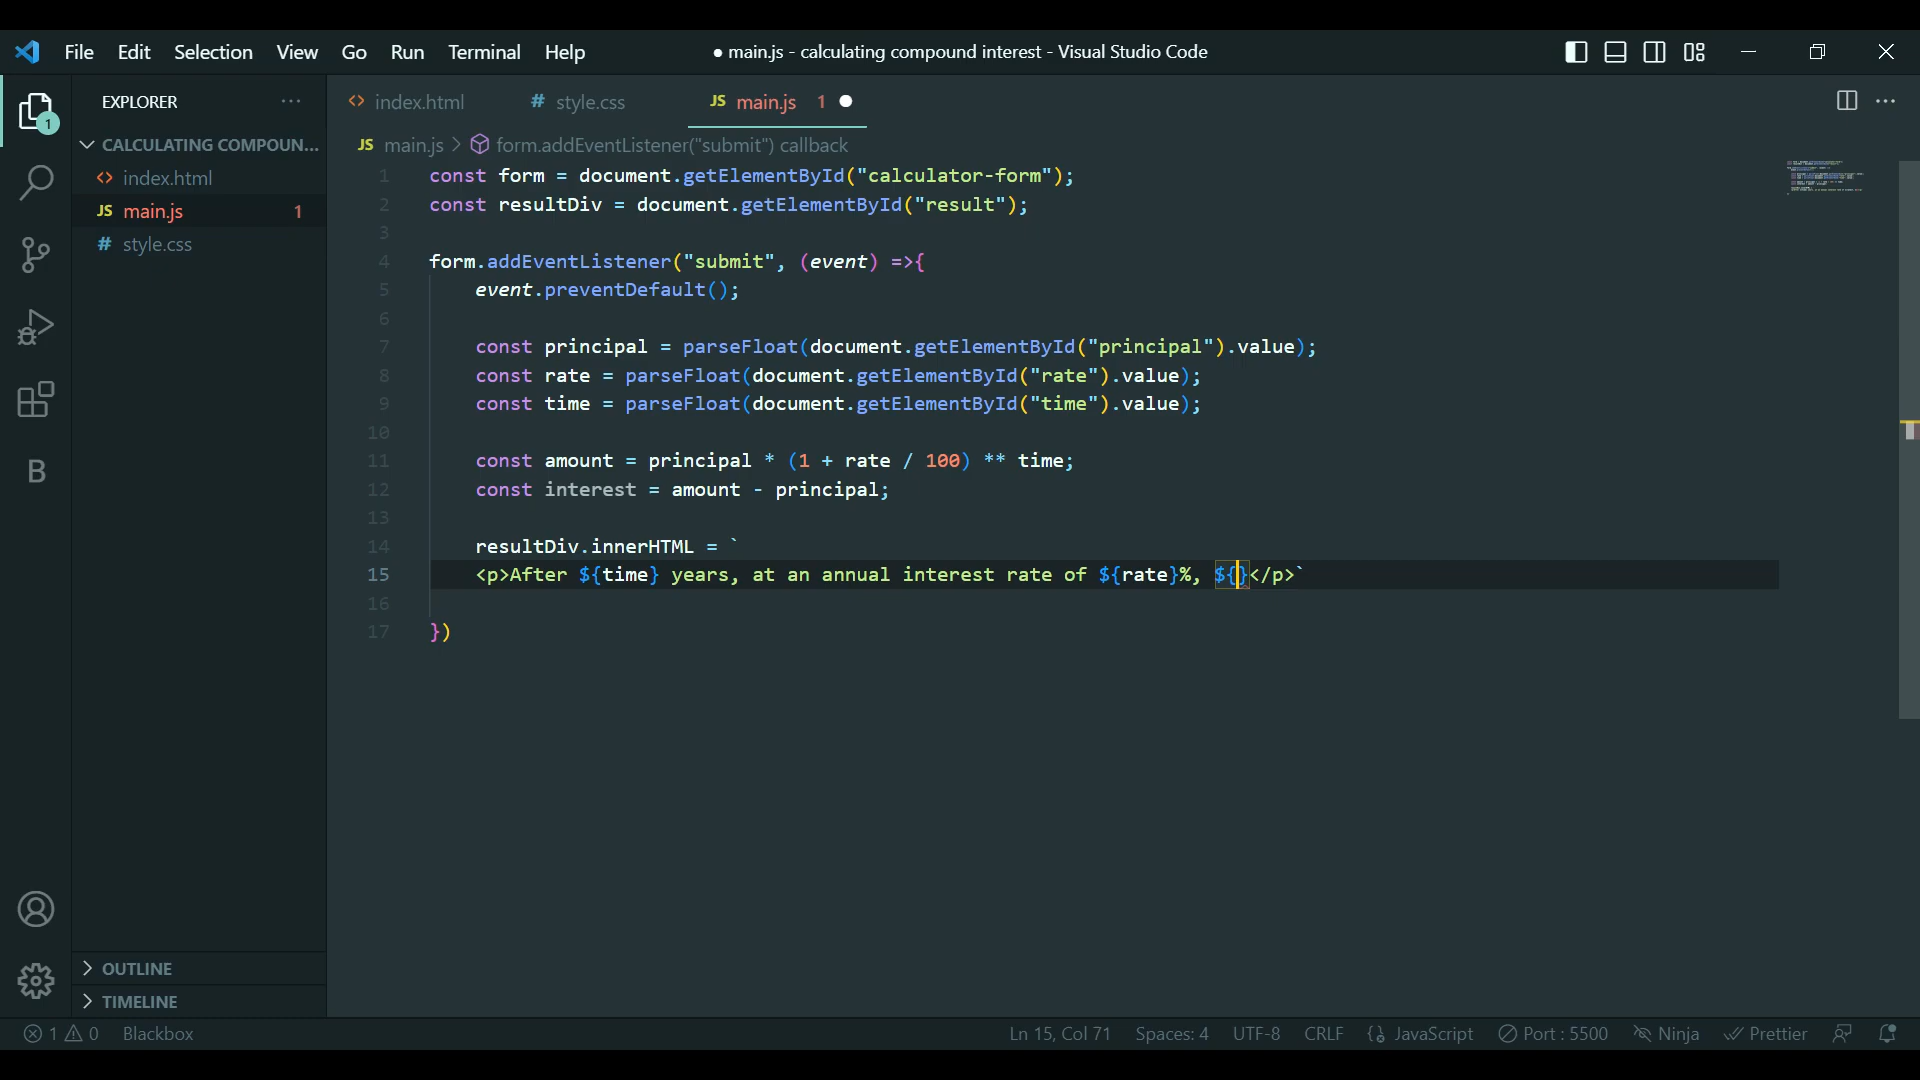 File Edit Selection View Go Run Terminal Help
● main.js - calculating compound interest - Visual Studio Code
EXPLORER ···
CALCULATING COMPOUN...
<> index.html
JS main.js 1
# style.css
1
B
<> index.html # style.css JS main.js 1 ●
JS main.js > form.addEventListener("submit") callback
1 const form = document.getElementById("calculator-form");
2 const resultDiv = document.getElementById("result");
3
4 form.addEventListener("submit", (event) =>{
5 event.preventDefault();
6
7 const principal = parseFloat(document.getElementById("principal").value);
8 const rate = parseFloat(document.getElementById("rate").value);
9 const time = parseFloat(document.getElementById("time").value);
10
11 const amount = principal * (1 + rate / 100) ** time;
12 const interest = amount - principal;
13
14 resultDiv.innerHTML = `
15 <p>After ${time} years, at an annual interest rate of ${rate}%, ${}</p>`
16
17 })
OUTLINE
TIMELINE
1 0 Blackbox Ln 15, Col 71 Spaces: 4 UTF-8 CRLF JavaScript Port : 5500 Ninja Prettier